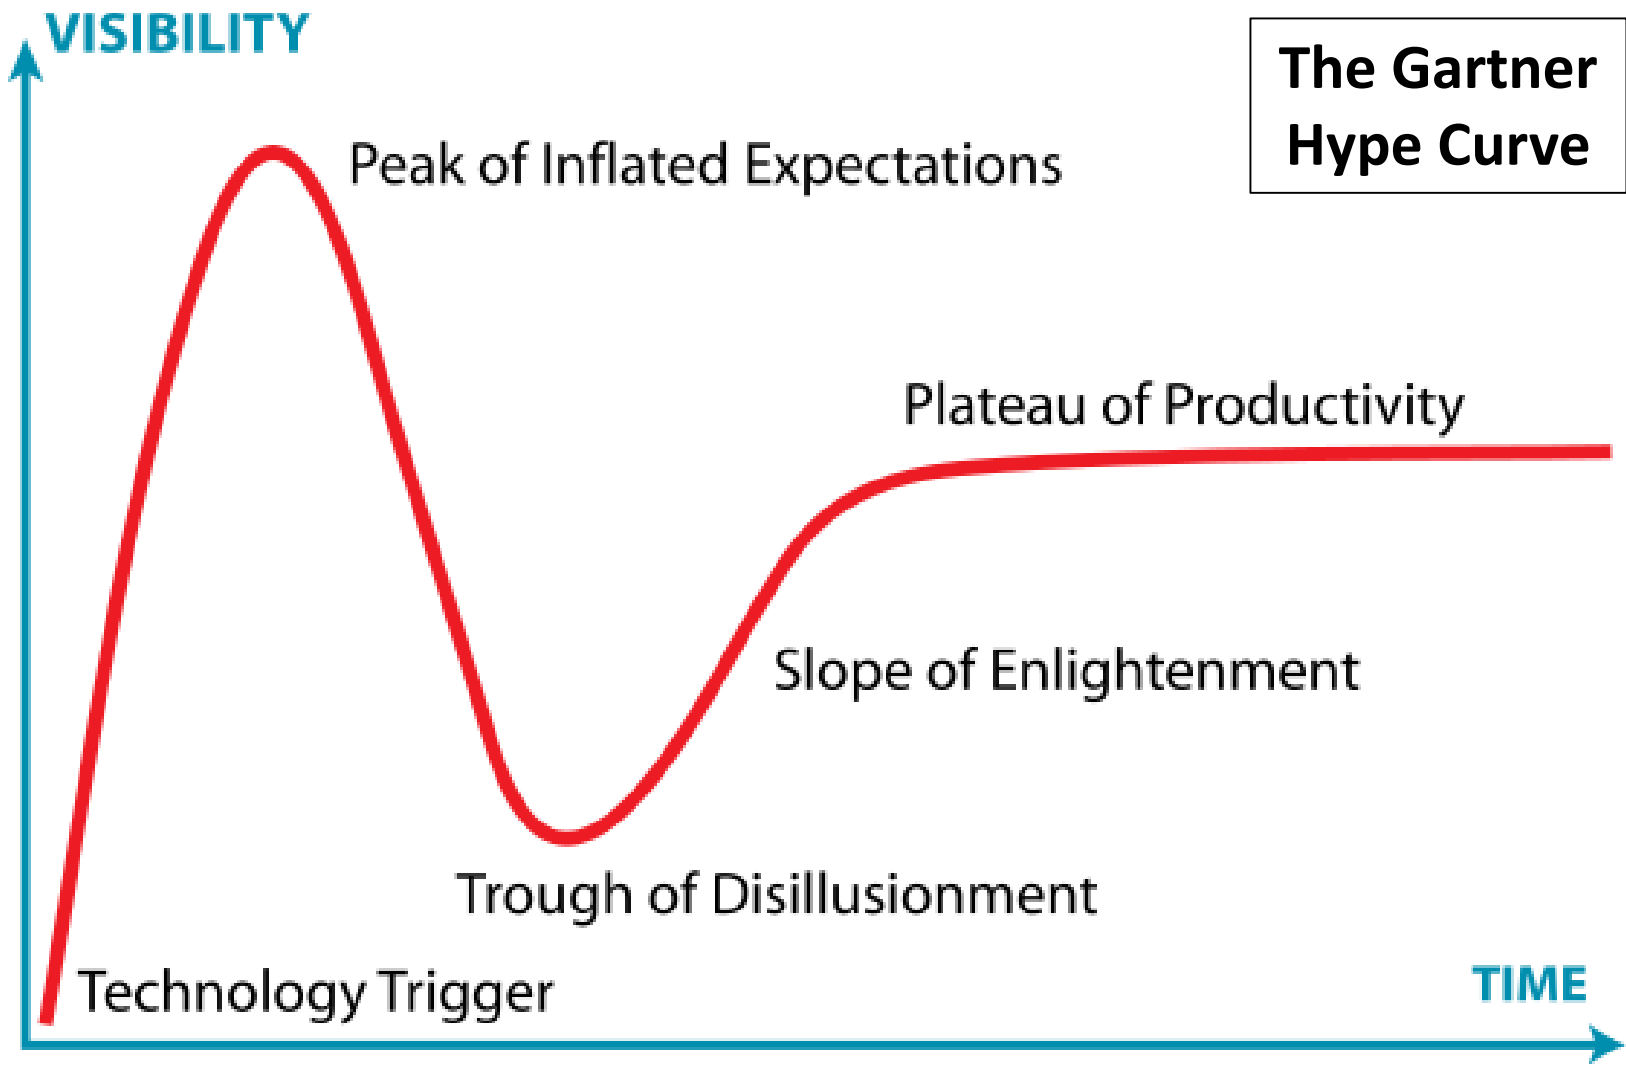 VISIBILITY
The Gartner
Hype Curve
Peak of Inflated Expectations
Plateau of Productivity
Slope of Enlightenment
Trough of Disillusionment
Technology Trigger
TIME